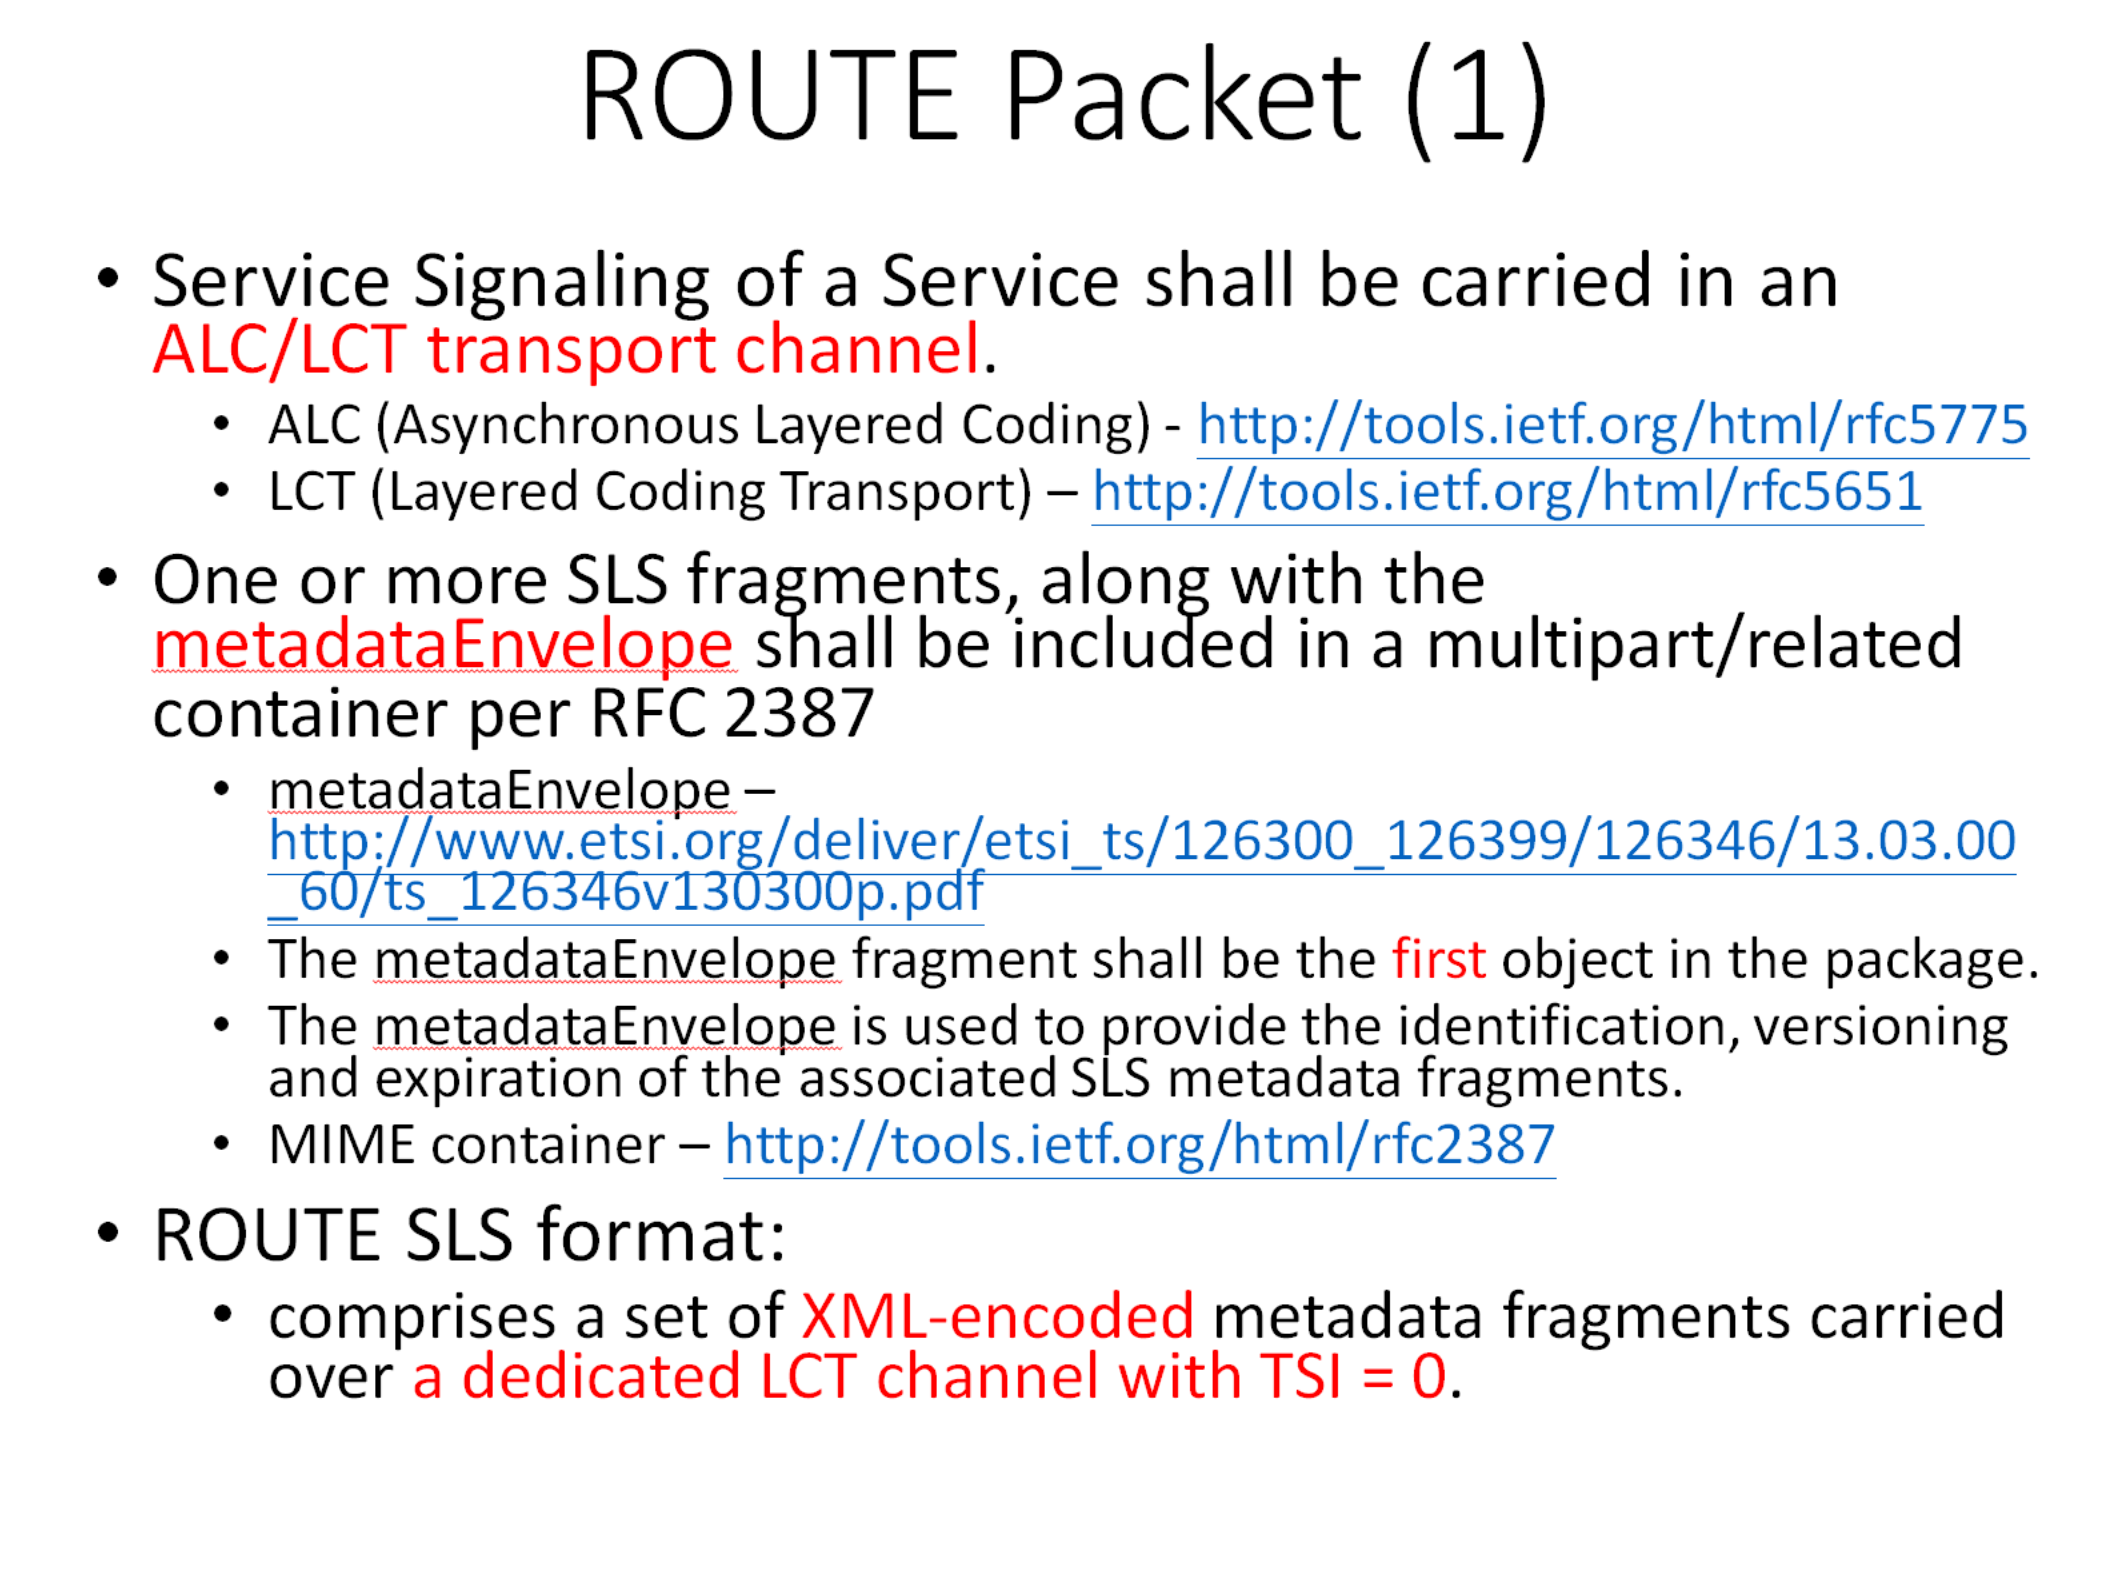 ROUTE Packet (1)
• Service Signaling of a Service shall be carried in an
ALC/LCT transport channel.
• ALC (Asynchronous Layered Coding) - http://tools.ietf.org/html/rfc5775
• LCT (Layered Coding Transport) – http://tools.ietf.org/html/rfc5651
• One or more SLS fragments, along with the
metadataEnvelope shall be included in a multipart/related
container per RFC 2387
• metadataEnvelope –
http://www.etsi.org/deliver/etsi_ts/126300_126399/126346/13.03.00
_60/ts_126346v130300p.pdf
• The metadataEnvelope fragment shall be the first object in the package.
• The metadataEnvelope is used to provide the identification, versioning
and expiration of the associated SLS metadata fragments.
• MIME container – http://tools.ietf.org/html/rfc2387
• ROUTE SLS format:
• comprises a set of XML-encoded metadata fragments carried
over a dedicated LCT channel with TSI = 0.